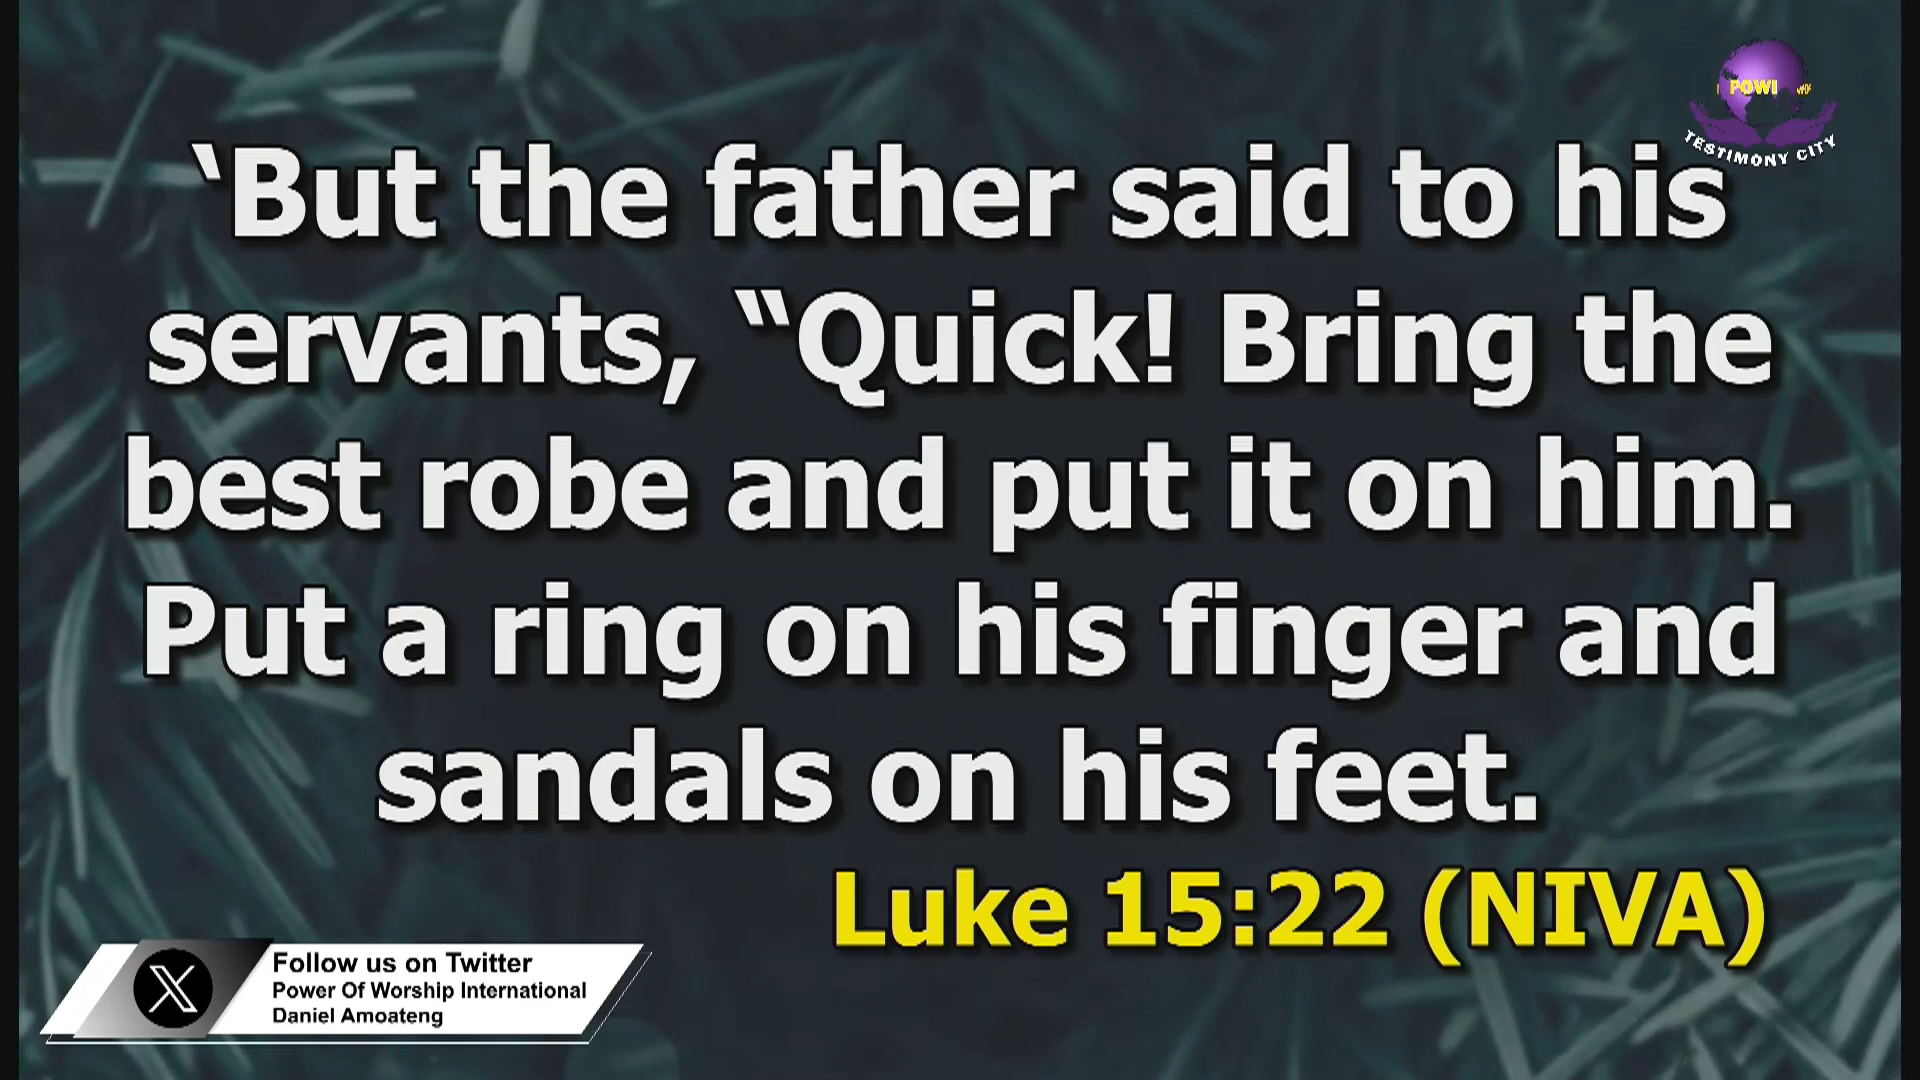 POWI
TESTIMONY CITY
‘But the father said to his
servants, “Quick! Bring the
best robe and put it on him.
Put a ring on his finger and
sandals on his feet.
Luke 15:22 (NIVA)
Follow us on Twitter
Power Of Worship International
Daniel Amoateng